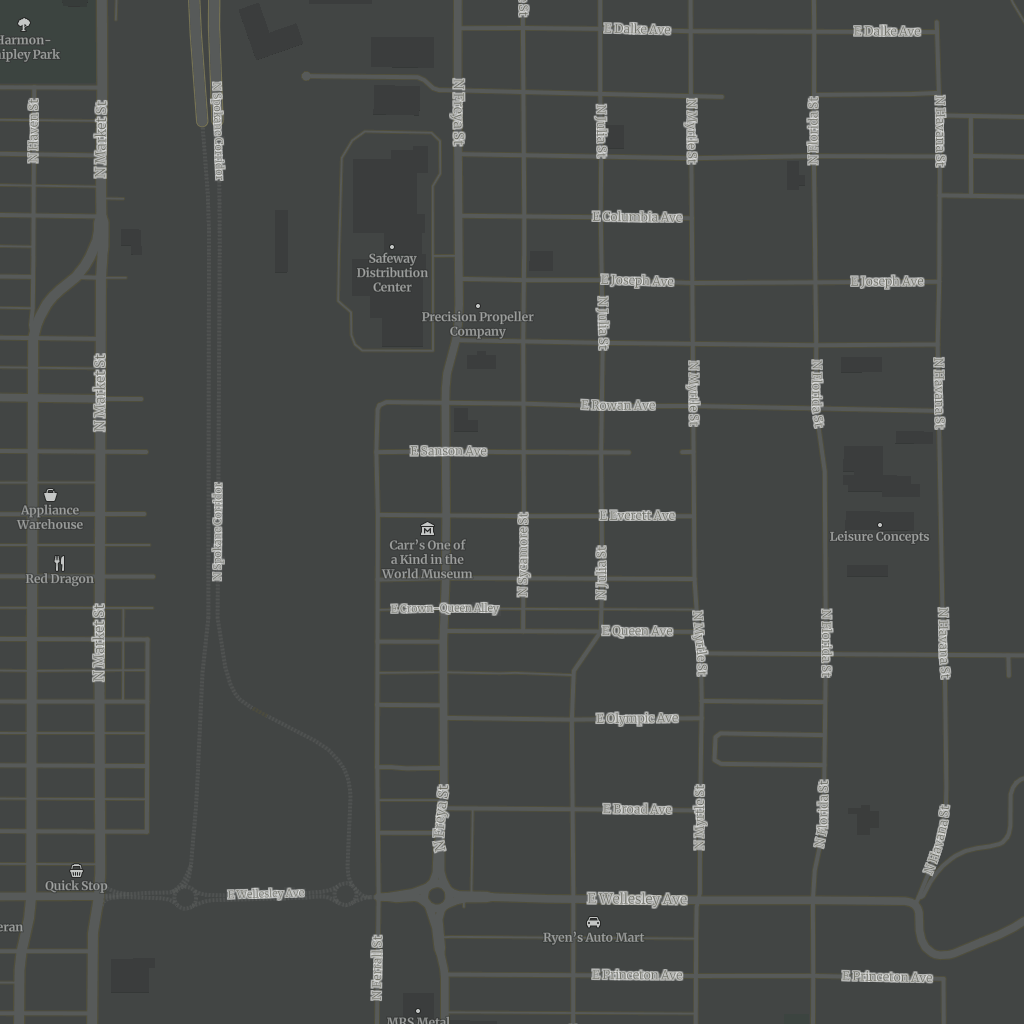 St
E Dalke Ave
E Dalke Ave
Harmon-
hipley Park
N Haven St
N Market St
N Spokane Corridor
N Freya St
N Julia St
N Myrtle St
N Florida St
N Havana St
E Columbia Ave
Safeway
Distribution
Center
E Joseph Ave
E Joseph Ave
Precision Propeller
Company
N Julia St
N Market St
N Myrtle St
N Florida St
N Havana St
E Rowan Ave
E Sanson Ave
Appliance
Warehouse
N Spokane Corridor
E Everett Ave
Carr's One of
a Kind in the
World Museum
N Sycamore St
N Julia St
Leisure Concepts
Red Dragon
E Crown-Queen Alley
N Market St
E Queen Ave
N Myrtle St
N Florida St
N Havana St
E Olympic Ave
N Freya St
E Broad Ave
N Myrtle St
N Florida St
N Havana St
Quick Stop
E Wellesley Ave
E Wellesley Ave
eran
Ryen's Auto Mart
N Ferrall St
E Princeton Ave
E Princeton Ave
MRS Metal